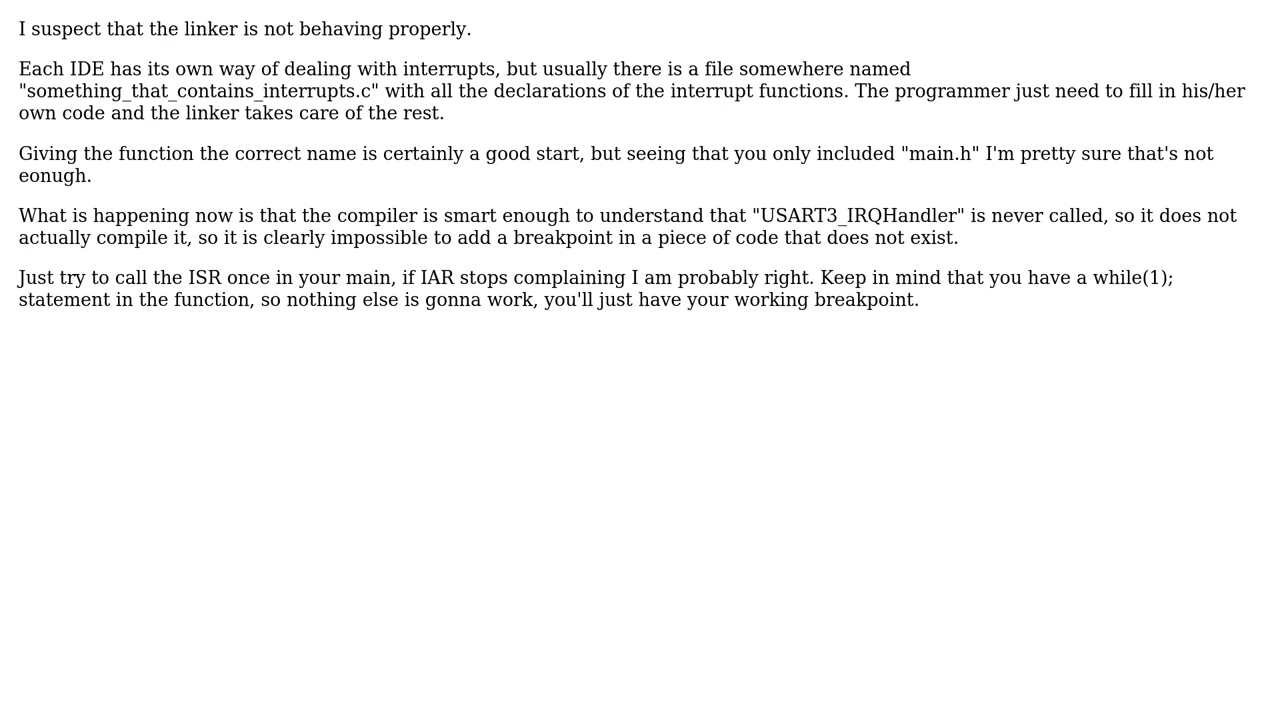 I suspect that the linker is not behaving properly.
Each IDE has its own way of dealing with interrupts, but usually there is a file somewhere named
"something_that_contains_interrupts.c" with all the declarations of the interrupt functions. The programmer just need to fill in his/her
own code and the linker takes care of the rest.
Giving the function the correct name is certainly a good start, but seeing that you only included "main.h" I'm pretty sure that's not
eonugh.
What is happening now is that the compiler is smart enough to understand that "USART3_IRQHandler" is never called, so it does not
actually compile it, so it is clearly impossible to add a breakpoint in a piece of code that does not exist.
Just try to call the ISR once in your main, if IAR stops complaining I am probably right. Keep in mind that you have a while(1);
statement in the function, so nothing else is gonna work, you'll just have your working breakpoint.